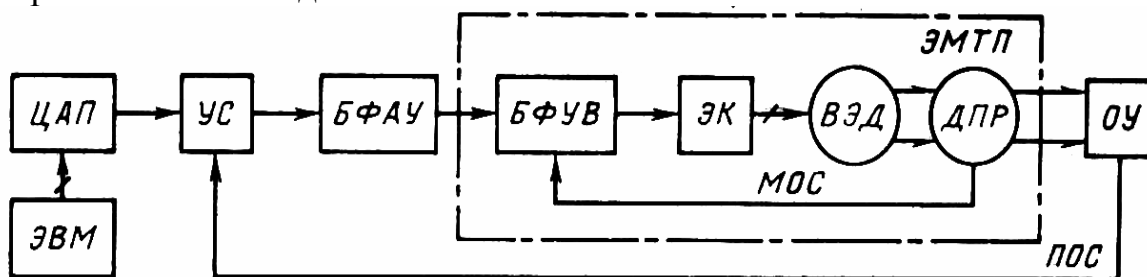 ЭМТП
ЦАП
УС
БФАУ
БФУВ
ЭК
ВЭД
ДПР
ОУ
МОС
ЭВМ
ПОС